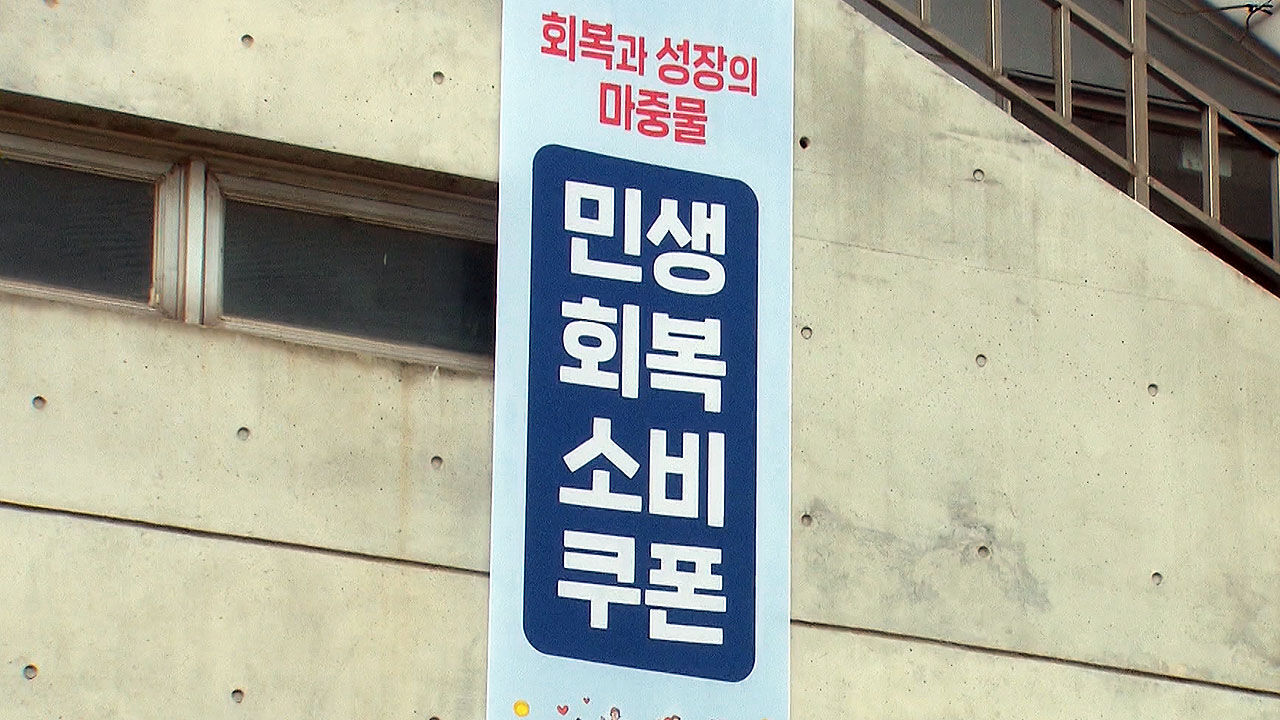 회복과 성장의
마중물
민생
회복
소비
쿠폰